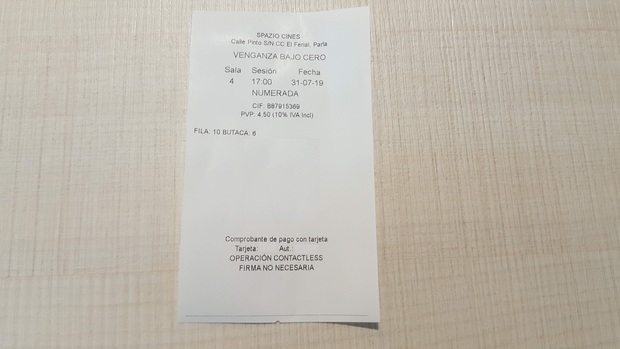 SPAZIO CINES
Calle Pinto S/N CC El Ferial, Parla
VENGANZA BAJO CERO
Sala Sesión Fecha
4 17:00 31-07-19
NUMERADA
CIF: B87915369
PVP: 4,50 (10% IVA Incl)
FILA: 10 BUTACA: 6
Comprobante de pago con tarjeta
Tarjeta: Aut.:
OPERACIÓN CONTACTLESS
FIRMA NO NECESARIA